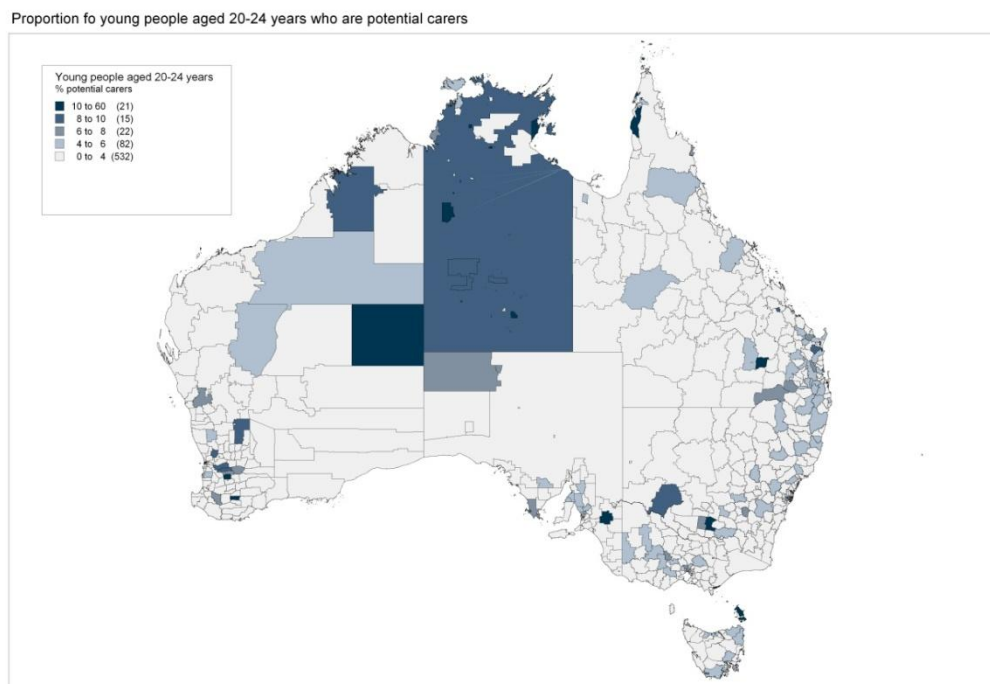 Proportion fo young people aged 20-24 years who are potential carers
Young people aged 20-24 years
% potential carers
10 to 60 (21)
8 to 10 (15)
6 to 8 (22)
4 to 6 (82)
0 to 4 (532)